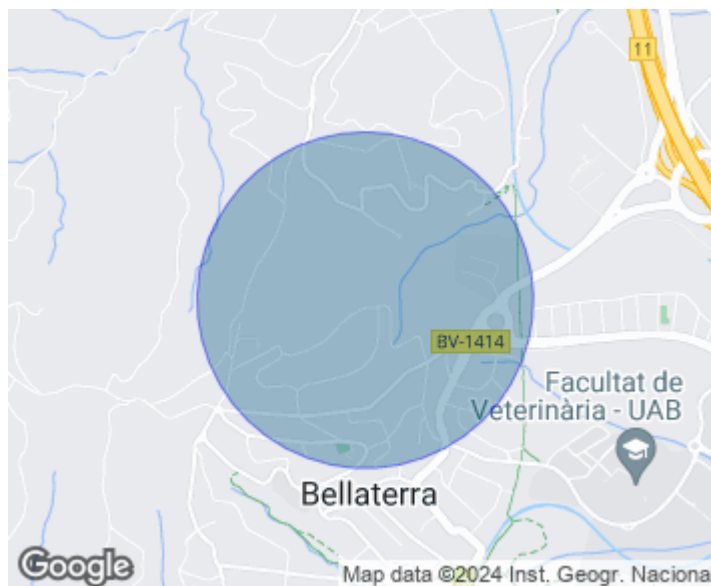 11
BV-1414
Facultat de
Veterinària - UAB
Bellaterra
Google
Map data ©2024 Inst. Geogr. Naciona